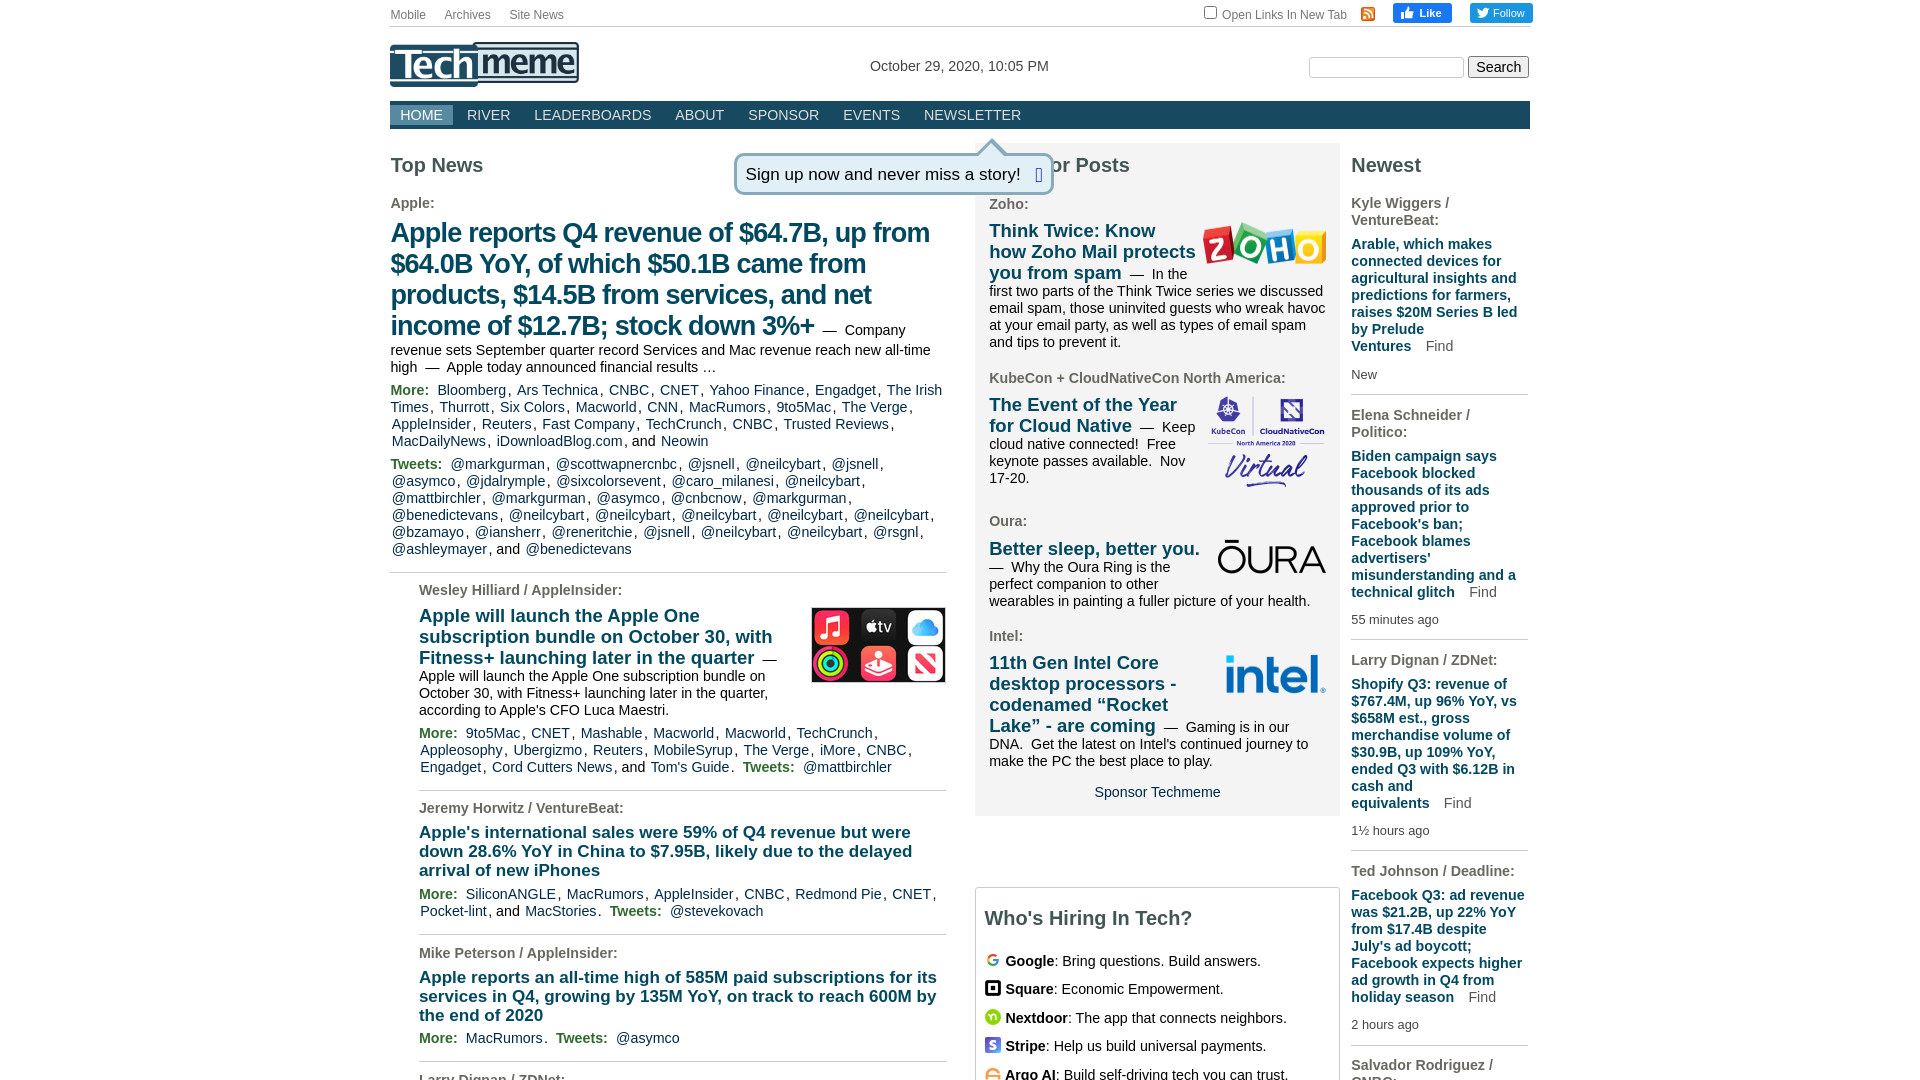 Mobile Archives Site News
Open Links In New Tab
Like
Follow
Techmeme
October 29, 2020, 10:05 PM
Search
HOME RIVER LEADERBOARDS ABOUT SPONSOR EVENTS NEWSLETTER
Sign up now and never miss a story!
Top News
Apple:
Apple reports Q4 revenue of $64.7B, up from
$64.0B YoY, of which $50.1B came from
products, $14.5B from services, and net
income of $12.7B; stock down 3%+ — Company
revenue sets September quarter record Services and Mac revenue reach new all-time
high — Apple today announced financial results …
More: Bloomberg, Ars Technica, CNBC, CNET, Yahoo Finance, Engadget, The Irish
Times, Thurrott, Six Colors, Macworld, CNN, MacRumors, 9to5Mac, The Verge,
AppleInsider, Reuters, Fast Company, TechCrunch, CNBC, Trusted Reviews,
MacDailyNews, iDownloadBlog.com, and Neowin
Tweets: @markgurman, @scottwapnercnbc, @jsnell, @neilcybart, @jsnell,
@asymco, @jdalrymple, @sixcolorsevent, @caro_milanesi, @neilcybart,
@mattbirchler, @markgurman, @asymco, @cnbcnow, @markgurman,
@benedictevans, @neilcybart, @neilcybart, @neilcybart, @neilcybart, @neilcybart,
@bzamayo, @iansherr, @reneritchie, @jsnell, @neilcybart, @neilcybart, @rsgnl,
@ashleymayer, and @benedictevans
Wesley Hilliard / AppleInsider:
Apple will launch the Apple One
subscription bundle on October 30, with
Fitness+ launching later in the quarter —
Apple will launch the Apple One subscription bundle on
October 30, with Fitness+ launching later in the quarter,
according to Apple's CFO Luca Maestri.
tv
More: 9to5Mac, CNET, Mashable, Macworld, Macworld, TechCrunch,
Appleosophy, Ubergizmo, Reuters, MobileSyrup, The Verge, iMore, CNBC,
Engadget, Cord Cutters News, and Tom's Guide. Tweets: @mattbirchler
Jeremy Horwitz / VentureBeat:
Apple's international sales were 59% of Q4 revenue but were
down 28.6% YoY in China to $7.95B, likely due to the delayed
arrival of new iPhones
More: SiliconANGLE, MacRumors, AppleInsider, CNBC, Redmond Pie, CNET,
Pocket-lint, and MacStories. Tweets: @stevekovach
Mike Peterson / AppleInsider:
Apple reports an all-time high of 585M paid subscriptions for its
services in Q4, growing by 135M YoY, on track to reach 600M by
the end of 2020
More: MacRumors. Tweets: @asymco
Larry Dignan / ZDNet:
or Posts
Zoho:
Think Twice: Know
how Zoho Mail protects
you from spam — In the
first two parts of the Think Twice series we discussed
email spam, those uninvited guests who wreak havoc
at your email party, as well as types of email spam
and tips to prevent it.
ZOHO
KubeCon + CloudNativeCon North America:
The Event of the Year
for Cloud Native — Keep
cloud native connected! Free
keynote passes available. Nov
17-20.
KubeCon CloudNativeCon
North America 2020
Virtual
Oura:
Better sleep, better you.
— Why the Oura Ring is the
perfect companion to other
wearables in painting a fuller picture of your health.
ŌURA
Intel:
11th Gen Intel Core
desktop processors -
codenamed “Rocket
Lake” - are coming — Gaming is in our
DNA. Get the latest on Intel's continued journey to
make the PC the best place to play.
intel.
Sponsor Techmeme
Who's Hiring In Tech?
Google: Bring questions. Build answers.
Square: Economic Empowerment.
Nextdoor: The app that connects neighbors.
Stripe: Help us build universal payments.
Argo AI: Build self-driving tech you can trust.
Newest
Kyle Wiggers /
VentureBeat:
Arable, which makes
connected devices for
agricultural insights and
predictions for farmers,
raises $20M Series B led
by Prelude
Ventures Find
New
Elena Schneider /
Politico:
Biden campaign says
Facebook blocked
thousands of its ads
approved prior to
Facebook's ban;
Facebook blames
advertisers'
misunderstanding and a
technical glitch Find
55 minutes ago
Larry Dignan / ZDNet:
Shopify Q3: revenue of
$767.4M, up 96% YoY, vs
$658M est., gross
merchandise volume of
$30.9B, up 109% YoY,
ended Q3 with $6.12B in
cash and
equivalents Find
1½ hours ago
Ted Johnson / Deadline:
Facebook Q3: ad revenue
was $21.2B, up 22% YoY
from $17.4B despite
July's ad boycott;
Facebook expects higher
ad growth in Q4 from
holiday season Find
2 hours ago
Salvador Rodriguez /
CNBC: